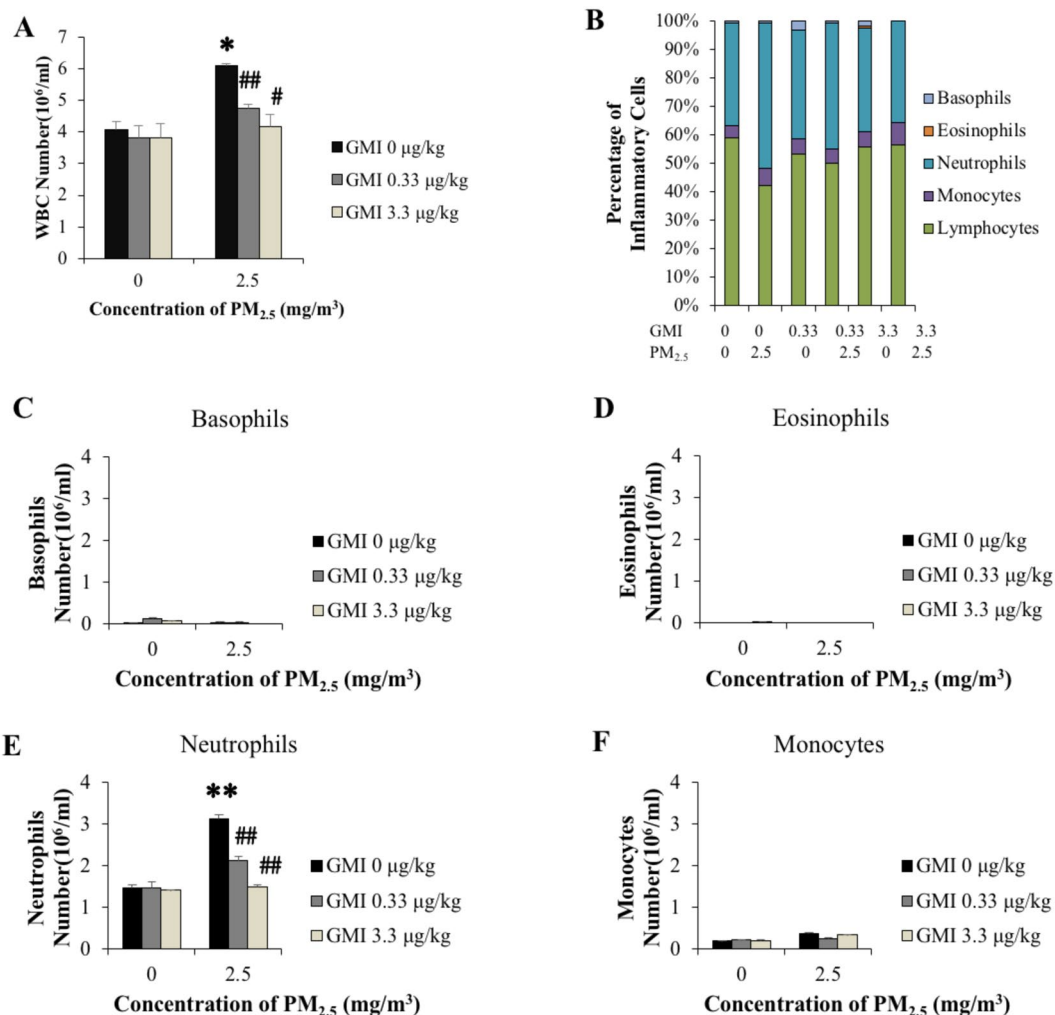 A
WBC Number(10⁶/ml)
7
6
5
4
3
2
1
0
*
##
#
0 2.5
Concentration of PM₂.₅ (mg/m³)
GMI 0 μg/kg
GMI 0.33 μg/kg
GMI 3.3 μg/kg
B
Percentage of
Inflammatory Cells
100%
90%
80%
70%
60%
50%
40%
30%
20%
10%
0%
GMI 0 0 0.33 0.33 3.3 3.3
PM₂.₅ 0 2.5 0 2.5 0 2.5
Basophils
Eosinophils
Neutrophils
Monocytes
Lymphocytes
C
Basophils
Basophils
Number(10⁶/ml)
4
3
2
1
0
0 2.5
Concentration of PM₂.₅ (mg/m³)
GMI 0 μg/kg
GMI 0.33 μg/kg
GMI 3.3 μg/kg
D
Eosinophils
Eosinophils
Number(10⁶/ml)
4
3
2
1
0
0 2.5
Concentration of PM₂.₅ (mg/m³)
GMI 0 μg/kg
GMI 0.33 μg/kg
GMI 3.3 μg/kg
E
Neutrophils
Neutrophils
Number(10⁶/ml)
4
3
2
1
0
**
##
##
0 2.5
Concentration of PM₂.₅ (mg/m³)
GMI 0 μg/kg
GMI 0.33 μg/kg
GMI 3.3 μg/kg
F
Monocytes
Monocytes
Number(10⁶/ml)
4
3
2
1
0
0 2.5
Concentration of PM₂.₅ (mg/m³)
GMI 0 μg/kg
GMI 0.33 μg/kg
GMI 3.3 μg/kg